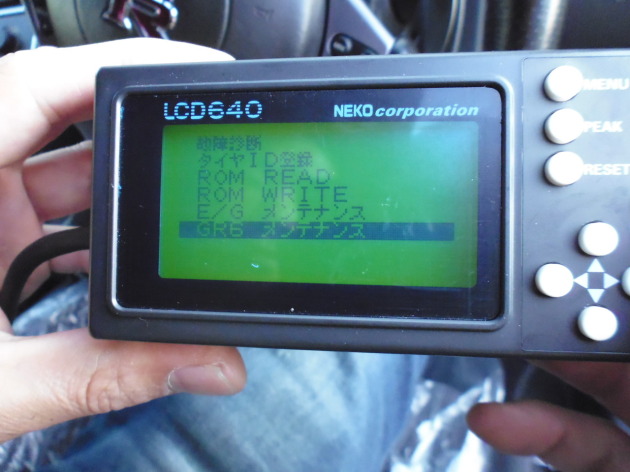 LCD640
NEKO corporation
故障診断
タイヤID登録
ROM READ
ROM WRITE
E/G メンテナンス
GR6 メンテナンス
MENU
PEAK
RESET